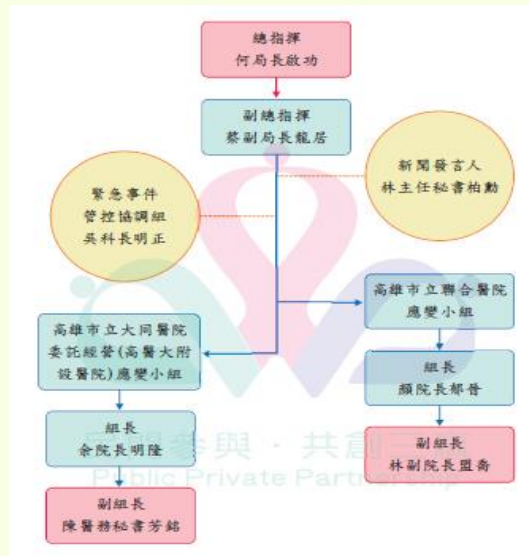 總指揮
何局長啟功
副總指揮
蔡副局長龍居
新聞發言人
林主任秘書柏勳
緊急事件
管控協調組
吳科長明正
高雄市立聯合醫院
應變小組
高雄市立大同醫院
委託經營(高醫大附
設醫院)應變小組
組長
顏院長郁晉
組長
余院長明隆
副組長
林副院長盟喬
副組長
陳醫務秘書芳銘
參與・共創三
Public Private Partnership